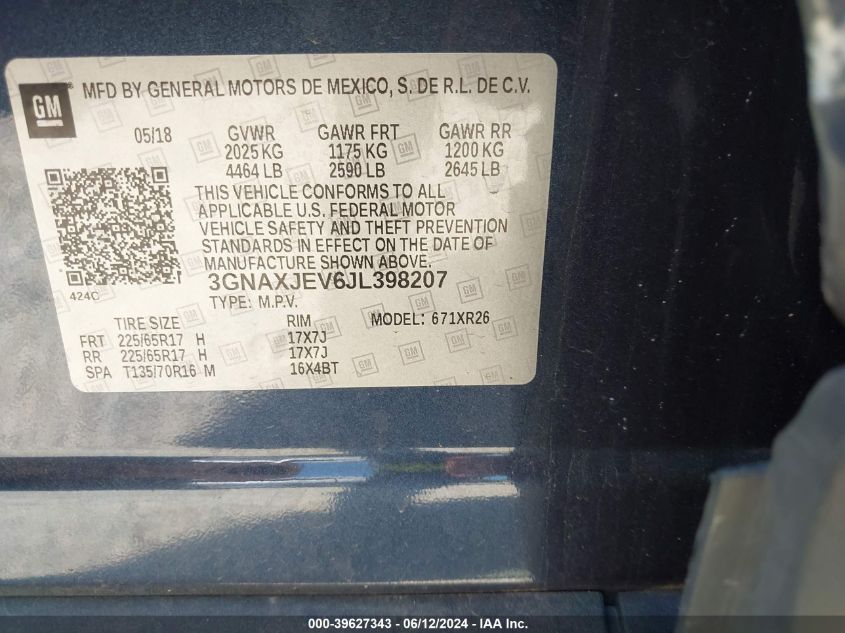 GM ® MFD BY GENERAL MOTORS DE MEXICO, S. DE R.L. DE C.V.
05/18 GVWR GAWR FRT GAWR RR
2025 KG 1175 KG 1200 KG
4464 LB 2590 LB 2645 LB
THIS VEHICLE CONFORMS TO ALL
APPLICABLE U.S. FEDERAL MOTOR
VEHICLE SAFETY AND THEFT PREVENTION
STANDARDS IN EFFECT ON THE DATE OF
MANUFACTURE SHOWN ABOVE.
424C 3GNAXJEV6JL398207
TYPE: M.P.V.
TIRE SIZE RIM MODEL: 671XR26
FRT 225/65R17 H 17X7J
RR 225/65R17 H 17X7J
SPA T135/70R16 M 16X4BT
000-39627343 / 06/12/2024 - IAA Inc.